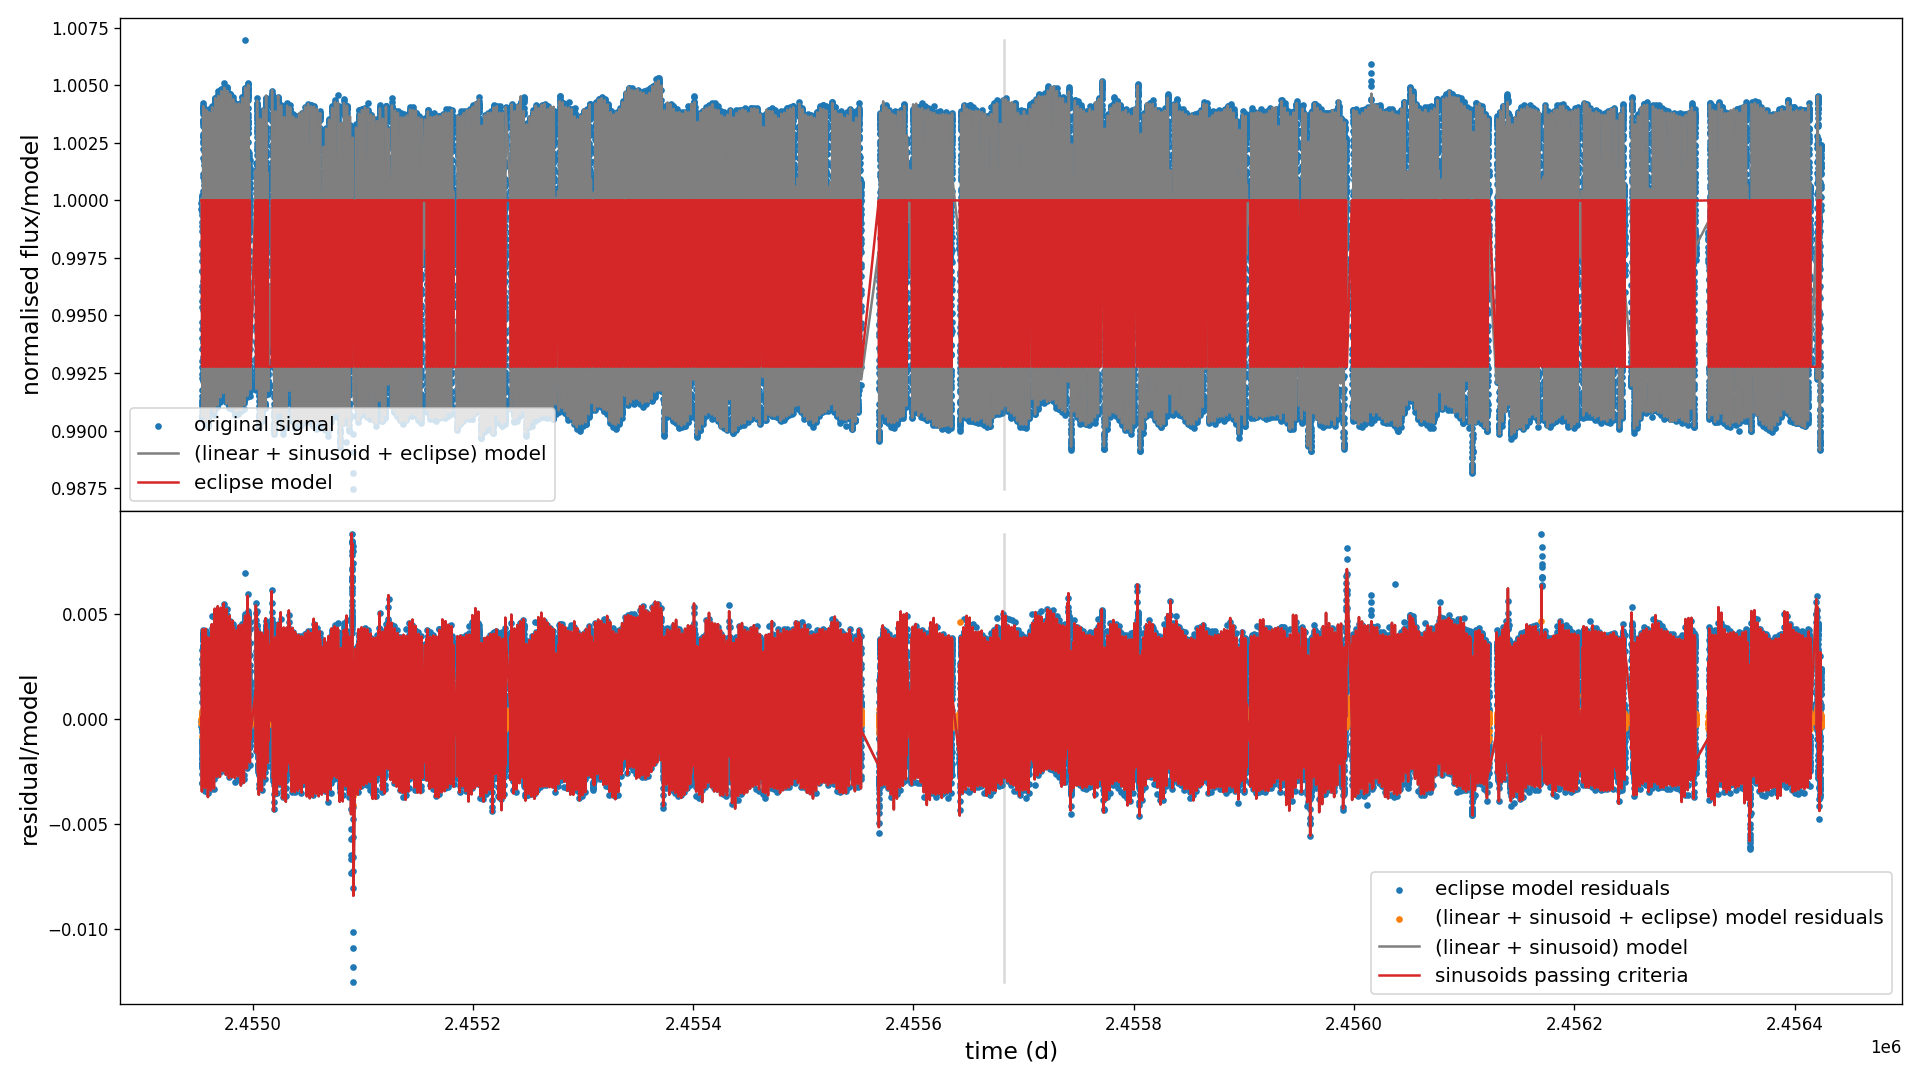 1.0075
1.0050
1.0025
1.0000
0.9975
0.9950
0.9925
0.9900
0.9875
normalised flux/model
original signal
(linear + sinusoid + eclipse) model
eclipse model
0.005
0.000
−0.005
−0.010
residual/model
eclipse model residuals
(linear + sinusoid + eclipse) model residuals
(linear + sinusoid) model
sinusoids passing criteria
2.4550 2.4552 2.4554 2.4556 2.4558 2.4560 2.4562 2.4564
1e6
time (d)